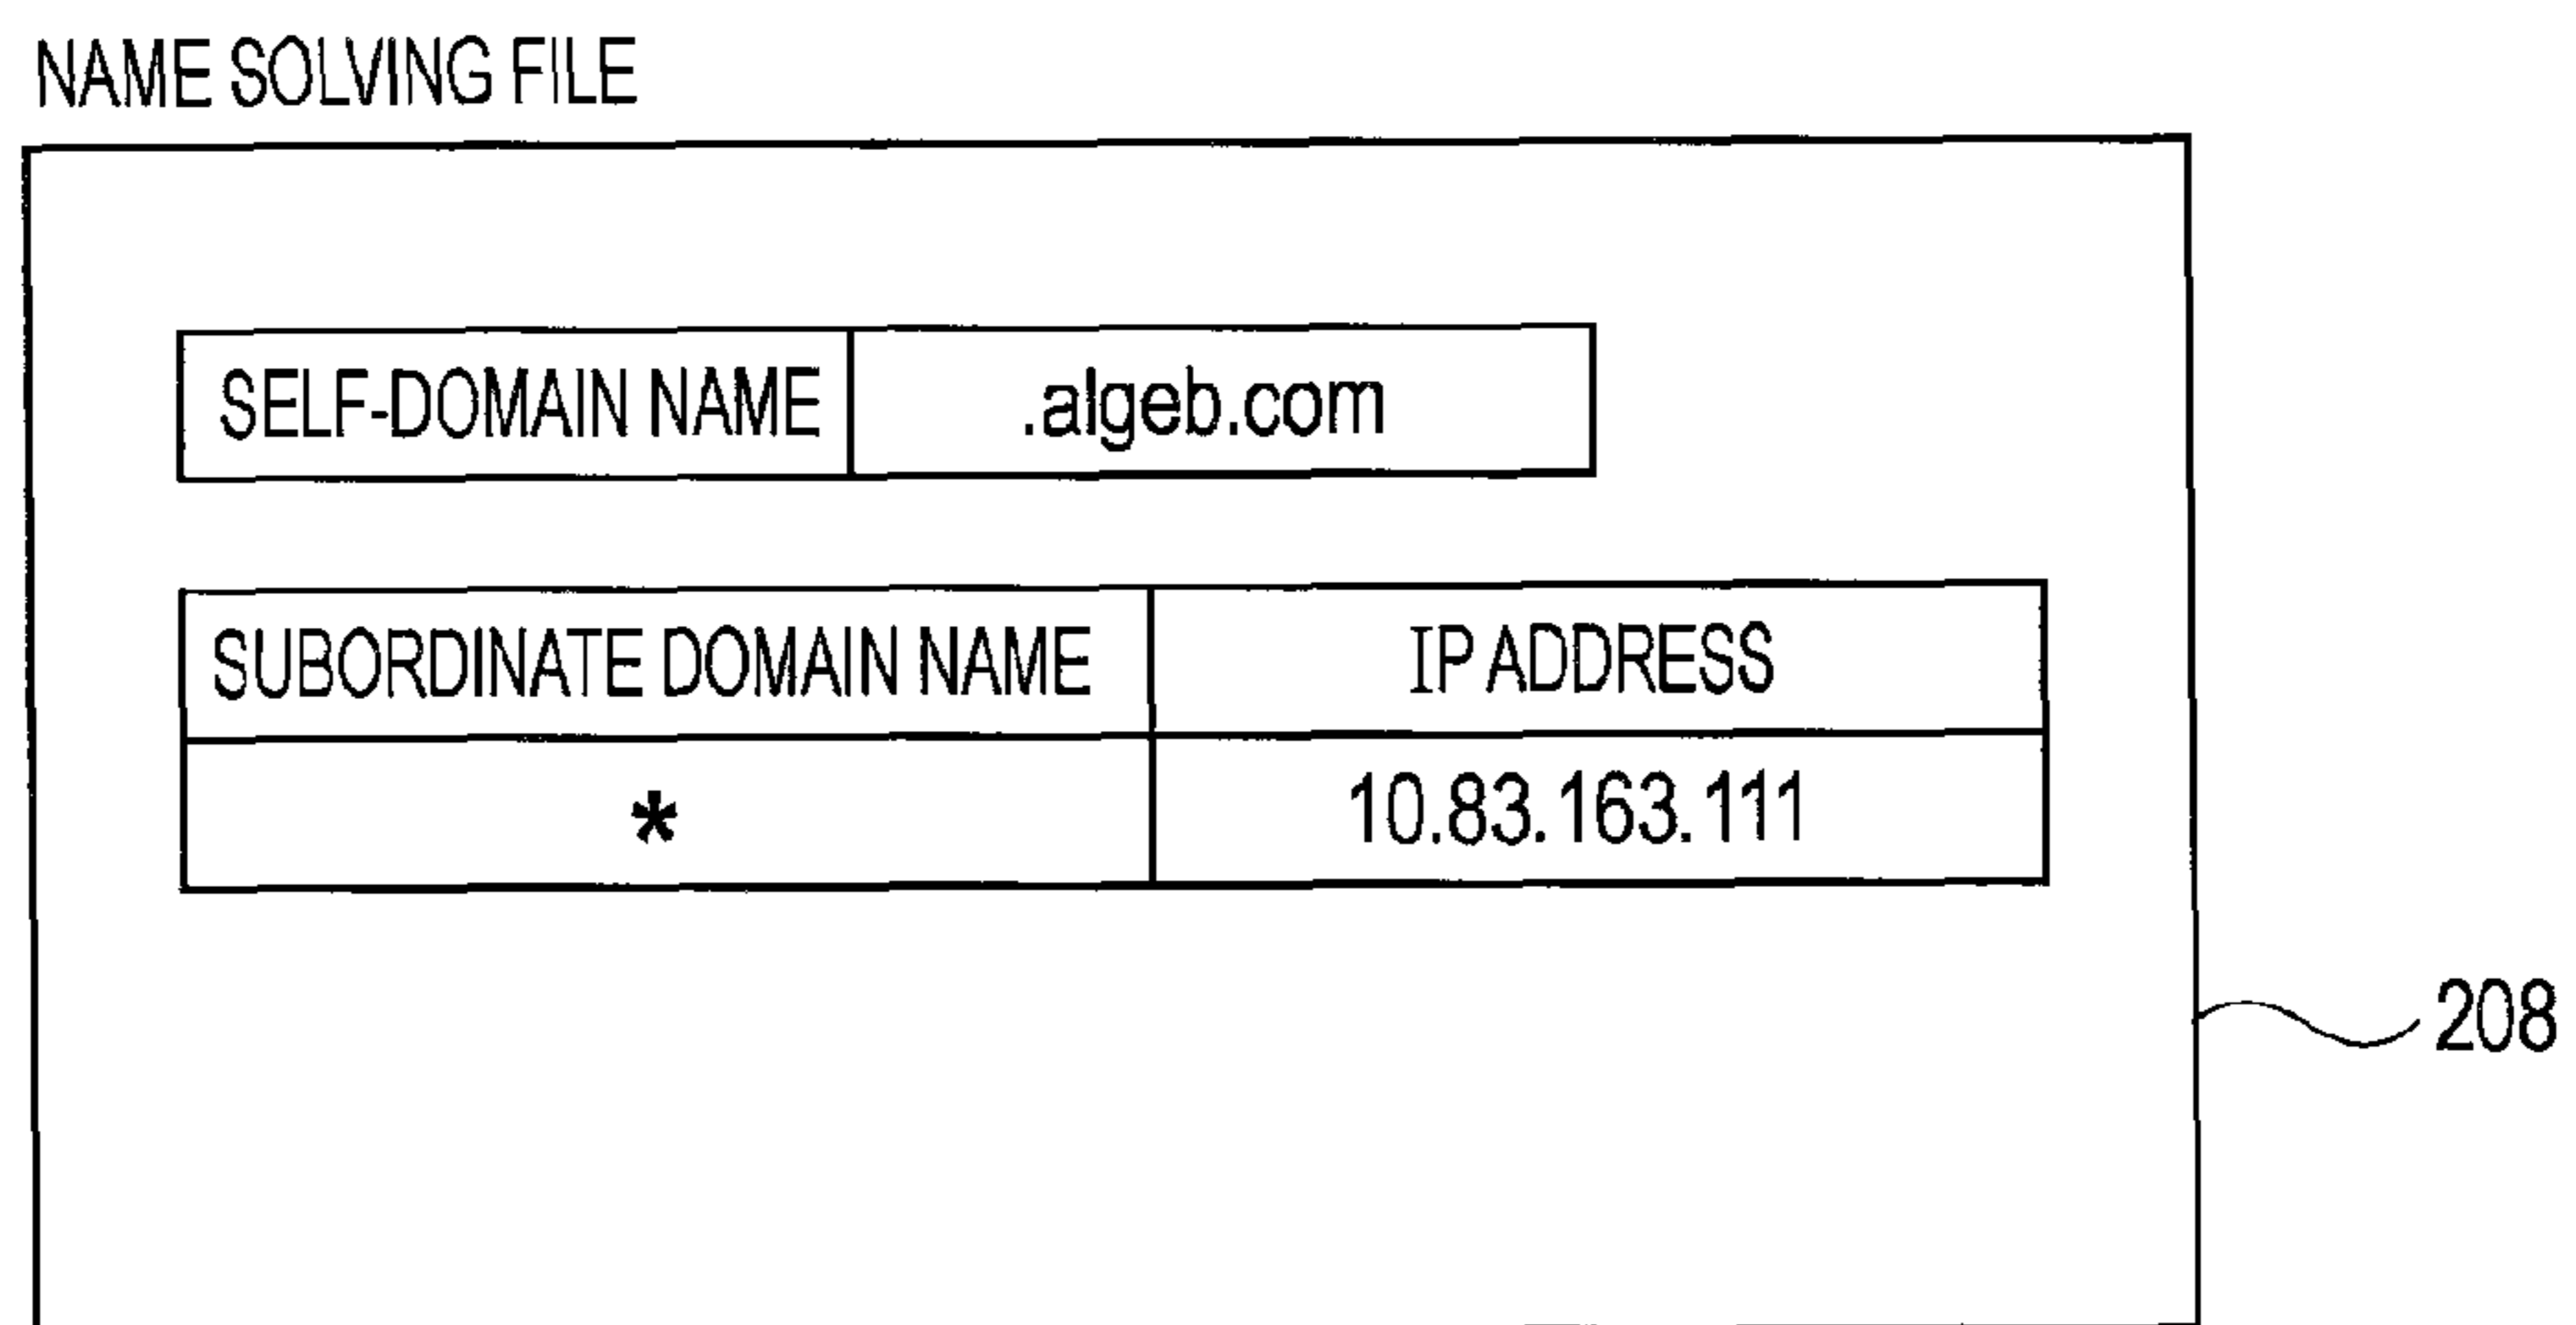 NAME SOLVING FILE
SELF-DOMAIN NAME .algeb.com
SUBORDINATE DOMAIN NAME IP ADDRESS
* 10.83.163.111
208